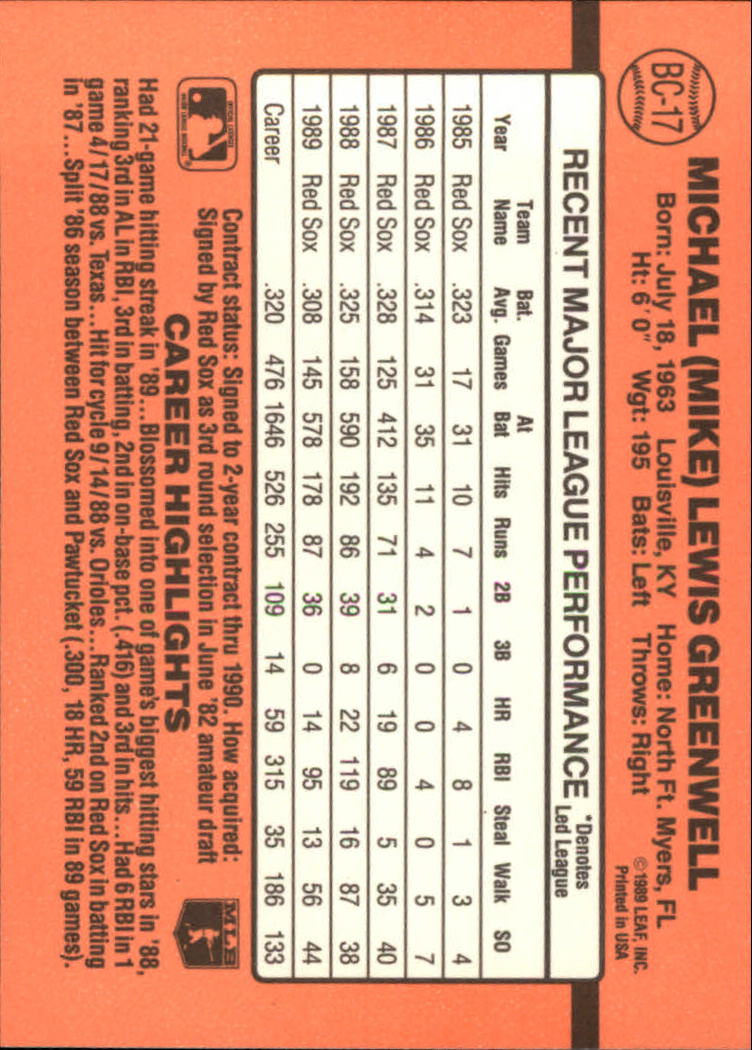 BC-17
MICHAEL (MIKE) LEWIS GREENWELL
Born: July 18, 1963 Louisville, KY Home: North Ft. Myers, FL
Ht: 6'0" Wgt: 195 Bats: Left Throws: Right
© 1989 LEAF, INC.
Printed in USA
RECENT MAJOR LEAGUE PERFORMANCE
*Denotes
Led League
Year Team Name Bat. Avg. Games At Bat Hits Runs 2B 3B HR RBI Steal Walk SO
1985 Red Sox .323 17 31 10 7 1 0 4 8 1 3 4
1986 Red Sox .314 31 35 11 4 2 0 0 4 0 5 7
1987 Red Sox .328 125 412 135 71 31 6 19 89 5 35 40
1988 Red Sox .325 158 590 192 86 39 8 22 119 16 87 38
1989 Red Sox .308 145 578 178 87 36 0 14 95 13 56 44
Career .320 476 1646 526 255 109 14 59 315 35 186 133
Contract status: Signed to 2-year contract thru 1990. How acquired:
Signed by Red Sox as 3rd round selection in June '82 amateur draft
CAREER HIGHLIGHTS
MLB
Had 21-game hitting streak in '89...Blossomed into one of game's biggest hitting stars in '88,
ranking 3rd in AL in RBI, 3rd in batting, 2nd in on-base pct. (.416) and 3rd in hits...Had 6 RBI in 1
game 4/17/88 vs. Texas...Hit for cycle 9/14/88 vs. Orioles...Ranked 2nd on Red Sox in batting
in '87...Split '86 season between Red Sox and Pawtucket (.300, 18 HR, 59 RBI in 89 games).